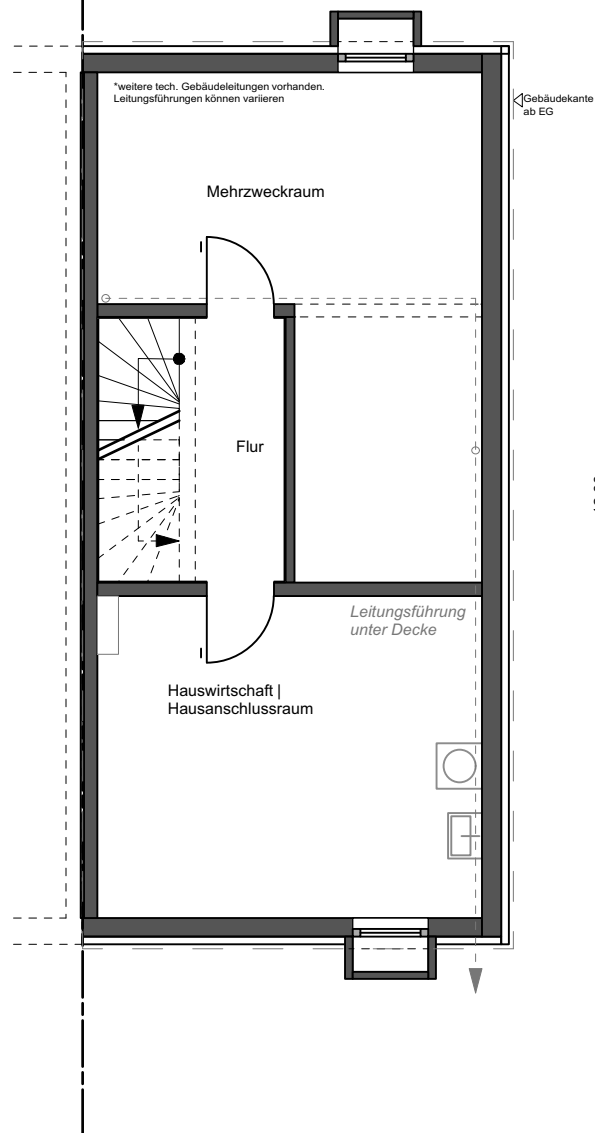 *weitere tech. Gebäudeleitungen vorhanden.
Leitungsführungen können variieren
Gebäudekante
ab EG
Mehrzweckraum
Flur
Leitungsführung
unter Decke
Hauswirtschaft |
Hausanschlussraum